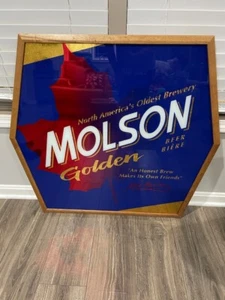 North America's Oldest Brewery
MOLSON
BEER
BIÈRE
Golden
"An Honest Brew
Makes Its Own Friends"